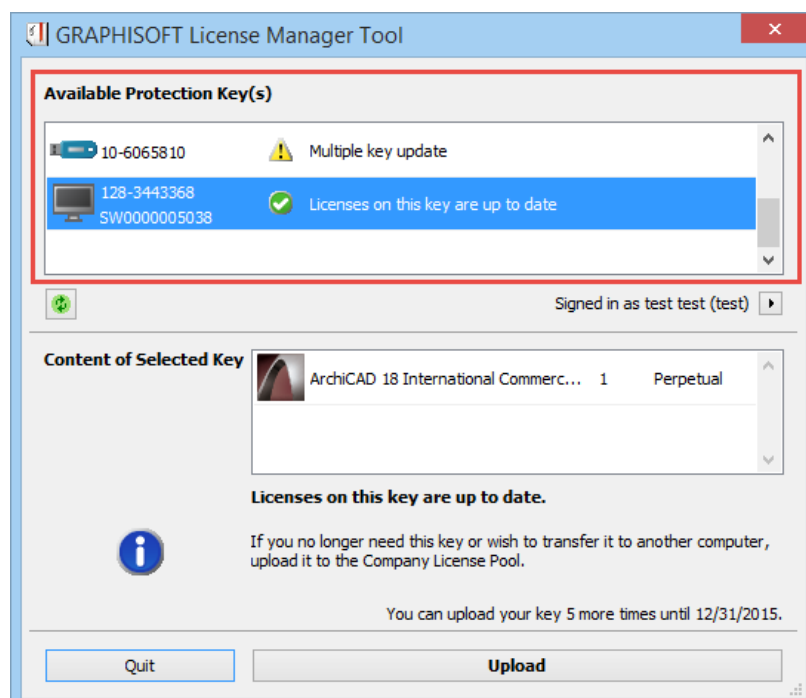 GRAPHISOFT License Manager Tool
Available Protection Key(s)
10-6065810 Multiple key update
128-3443368
SW0000005038
Licenses on this key are up to date
Signed in as test test (test)
Content of Selected Key
ArchiCAD 18 International Commerc... 1 Perpetual
Licenses on this key are up to date.
If you no longer need this key or wish to transfer it to another computer,
upload it to the Company License Pool.
You can upload your key 5 more times until 12/31/2015.
Quit Upload